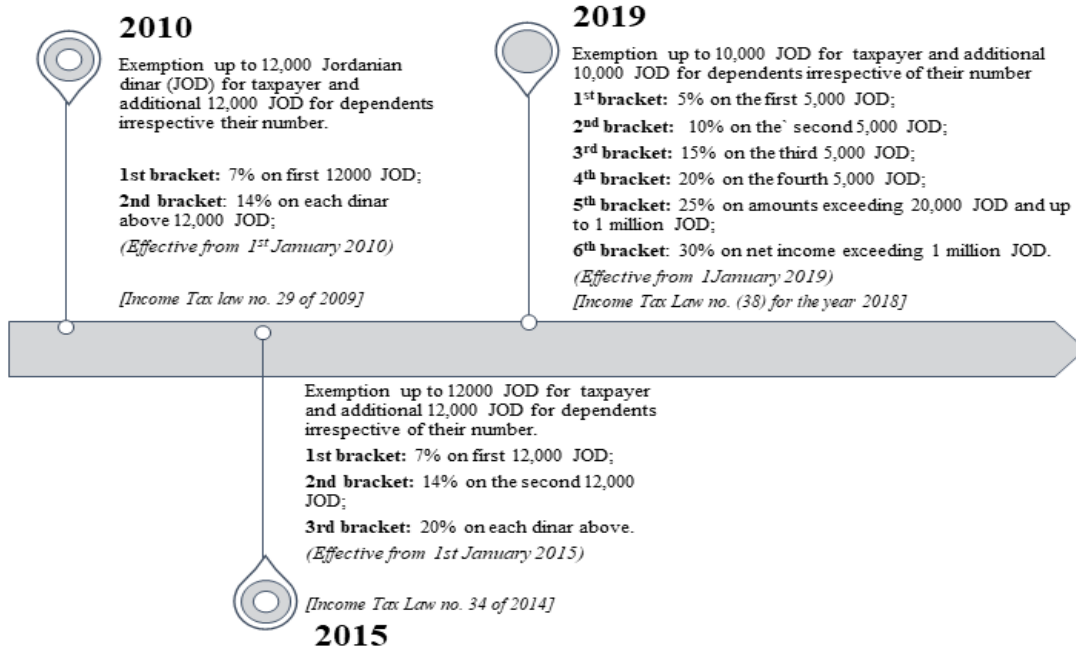 2010
Exemption up to 12,000 Jordanian
dinar (JOD) for taxpayer and
additional 12,000 JOD for dependents
irrespective their number.
1st bracket: 7% on first 12000 JOD;
2nd bracket: 14% on each dinar
above 12,000 JOD;
(Effective from 1st January 2010)
[Income Tax law no. 29 of 2009]
2019
Exemption up to 10,000 JOD for taxpayer and additional
10,000 JOD for dependents irrespective of their number
1st bracket: 5% on the first 5,000 JOD;
2nd bracket: 10% on the` second 5,000 JOD;
3rd bracket: 15% on the third 5,000 JOD;
4th bracket: 20% on the fourth 5,000 JOD;
5th bracket: 25% on amounts exceeding 20,000 JOD and up
to 1 million JOD;
6th bracket: 30% on net income exceeding 1 million JOD.
(Effective from 1January 2019)
[Income Tax Law no. (38) for the year 2018]
Exemption up to 12000 JOD for taxpayer
and additional 12,000 JOD for dependents
irrespective of their number.
1st bracket: 7% on first 12,000 JOD;
2nd bracket: 14% on the second 12,000
JOD;
3rd bracket: 20% on each dinar above.
(Effective from 1st January 2015)
[Income Tax Law no. 34 of 2014]
2015